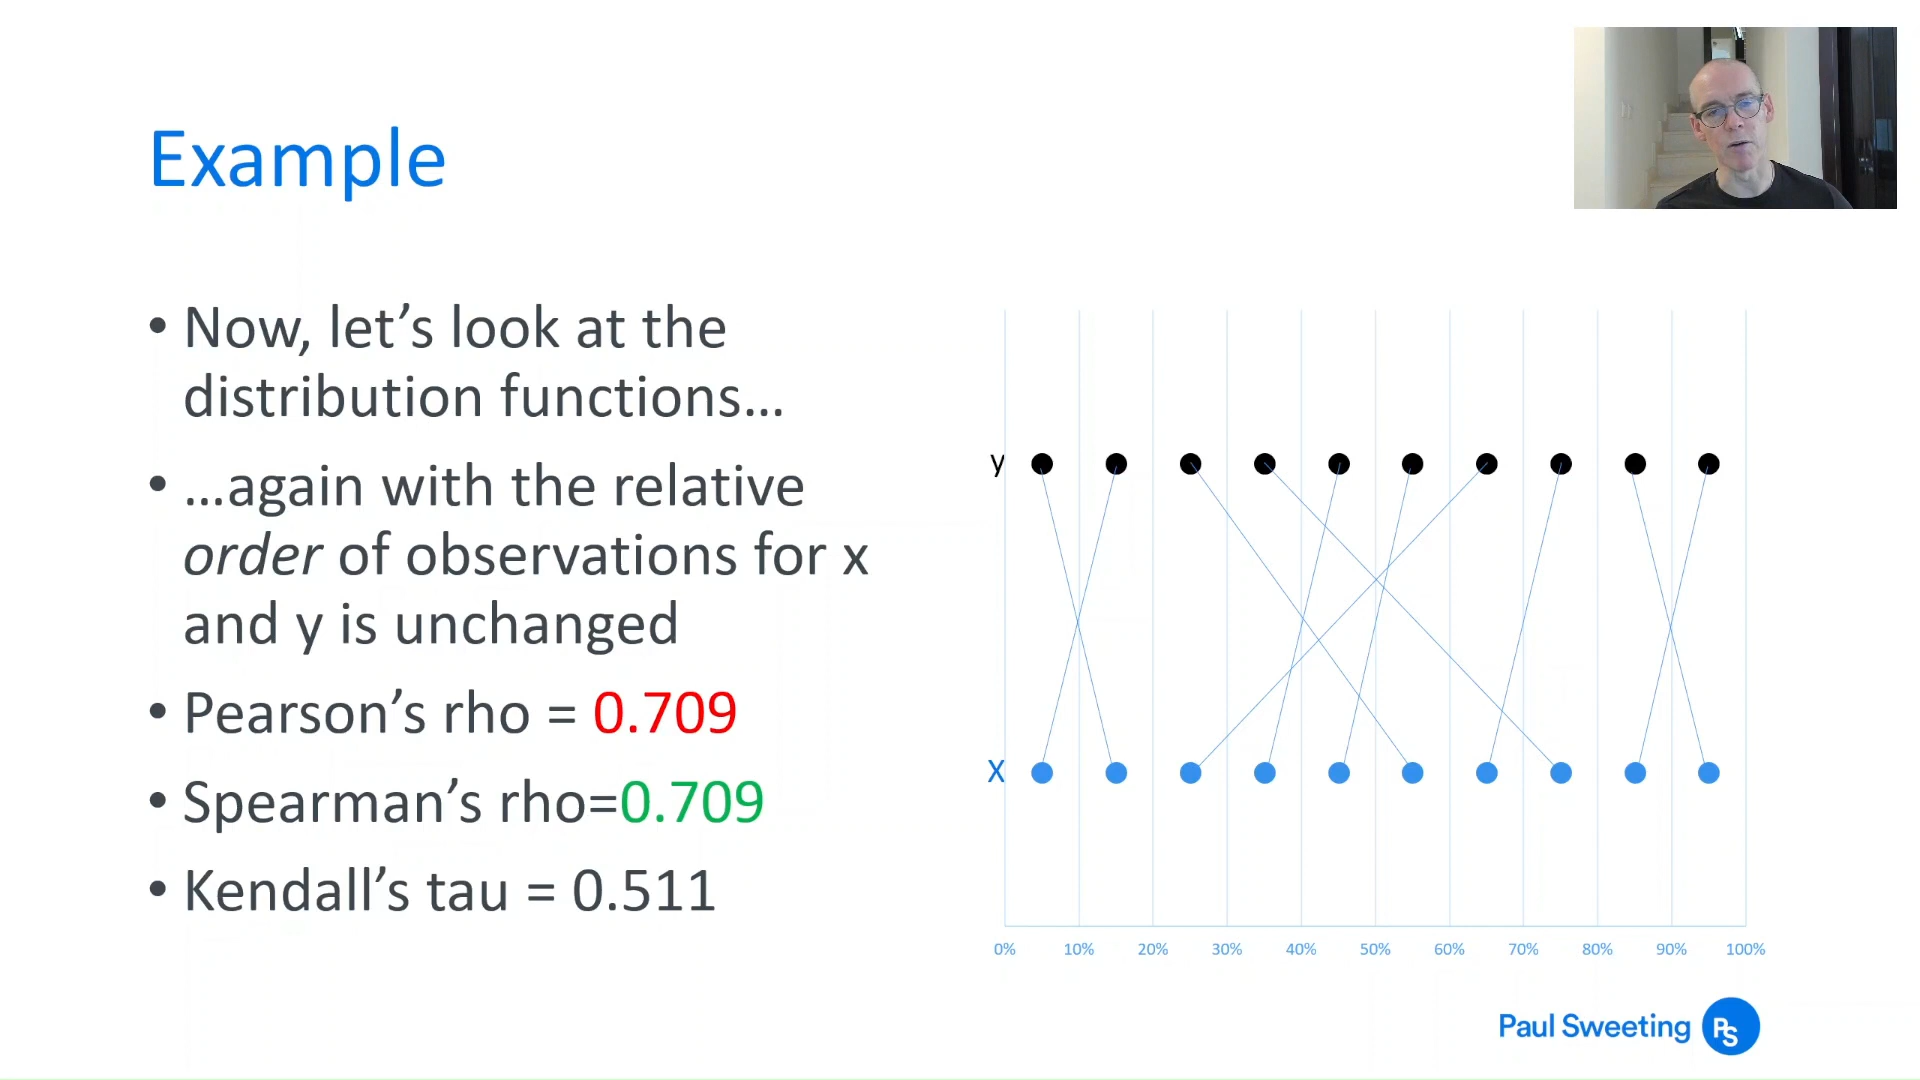 Example
• Now, let’s look at the
distribution functions…
• …again with the relative
order of observations for x
and y is unchanged
• Pearson’s rho = 0.709
• Spearman’s rho=0.709
• Kendall’s tau = 0.511
y
X
0% 10% 20% 30% 40% 50% 60% 70% 80% 90% 100%
Paul Sweeting PS